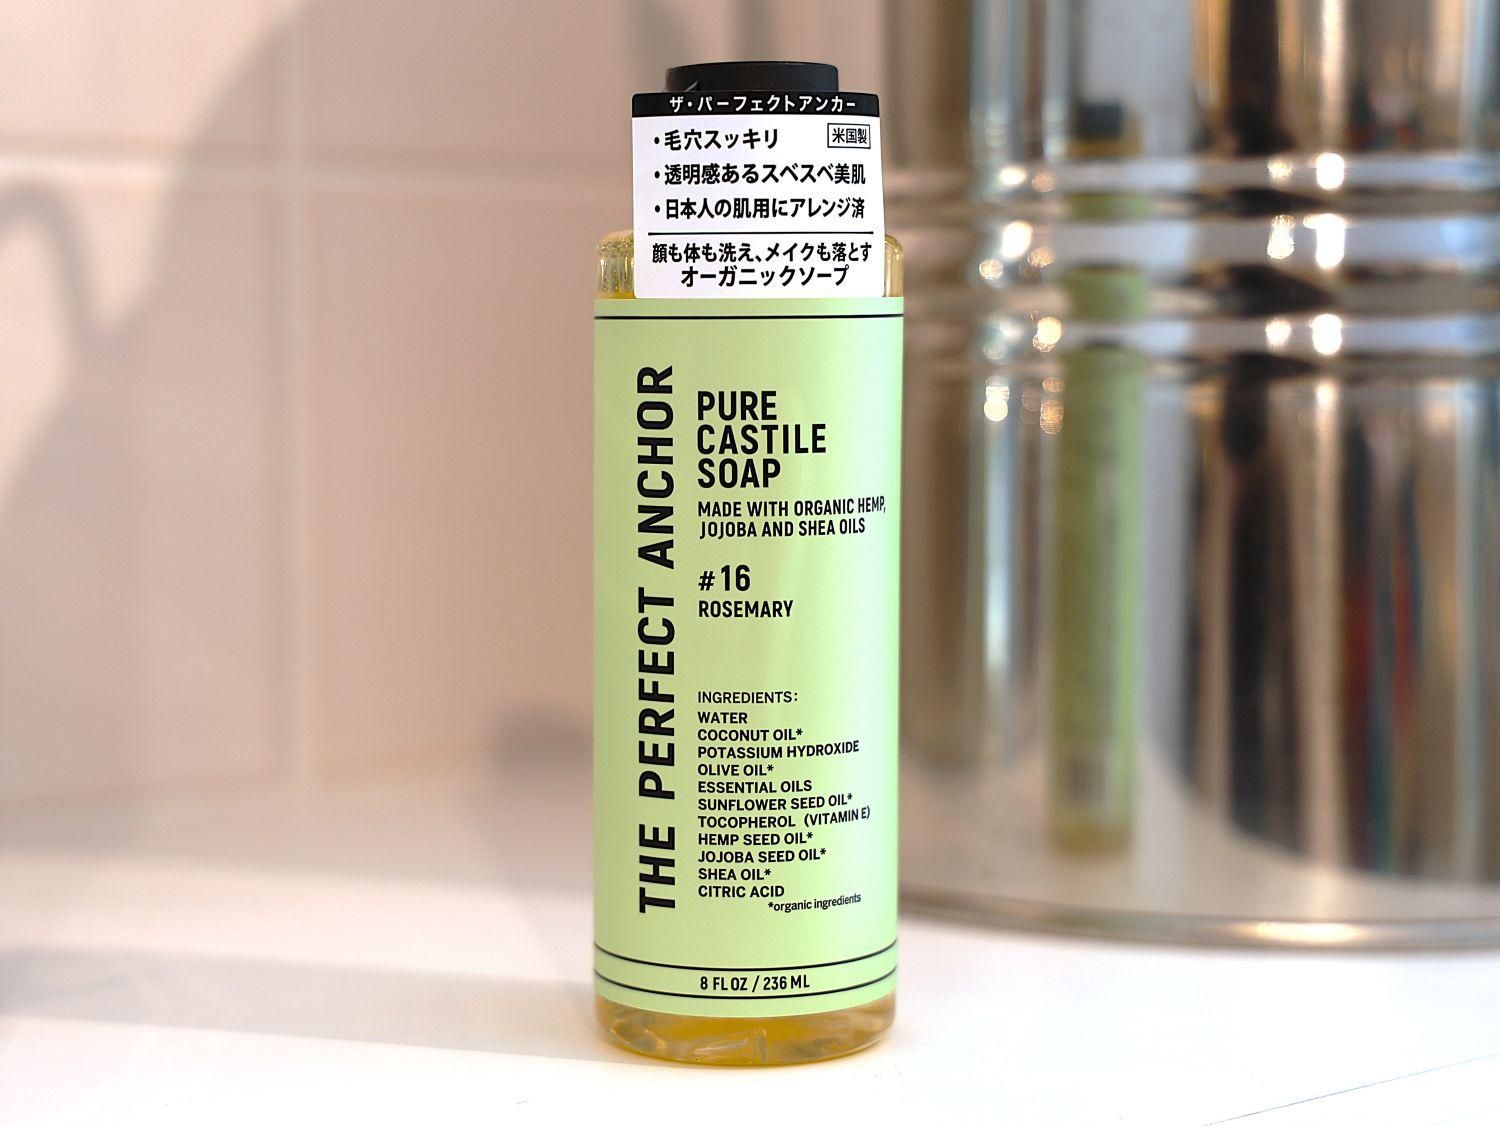 ザ・パーフェクトアンカー
・毛穴スッキリ
米国製
・透明感あるスベスベ美肌
・日本人の肌用にアレンジ済
顔も体も洗え、メイクも落とす
オーガニックソープ
THE PERFECT ANCHOR
PURE
CASTILE
SOAP
MADE WITH ORGANIC HEMP,
JOJOBA AND SHEA OILS
#16
ROSEMARY
INGREDIENTS:
WATER
COCONUT OIL*
POTASSIUM HYDROXIDE
OLIVE OIL*
ESSENTIAL OILS
SUNFLOWER SEED OIL*
TOCOPHEROL (VITAMIN E)
HEMP SEED OIL*
JOJOBA SEED OIL*
SHEA OIL*
CITRIC ACID
*organic ingredients
8 FL OZ / 236 ML